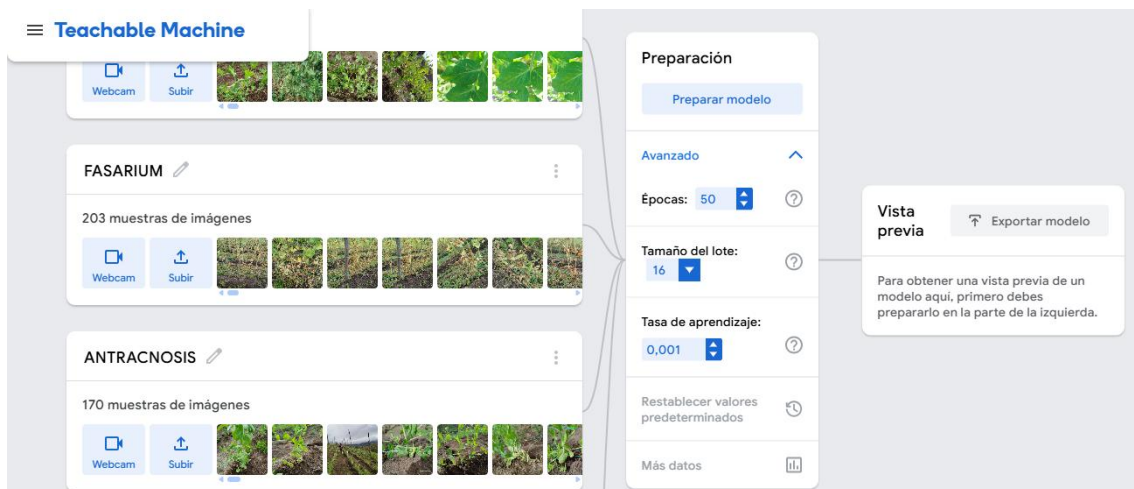 Teachable Machine
Webcam
Subir
FASARIUM
203 muestras de imágenes
Webcam
Subir
ANTRACNOSIS
170 muestras de imágenes
Webcam
Subir
Preparación
Preparar modelo
Avanzado
Épocas: 50
Tamaño del lote:
16
Tasa de aprendizaje:
0,001
Restablecer valores
predeterminados
Más datos
Vista
previa
Exportar modelo
Para obtener una vista previa de un
modelo aquí, primero debes
prepararlo en la parte de la izquierda.